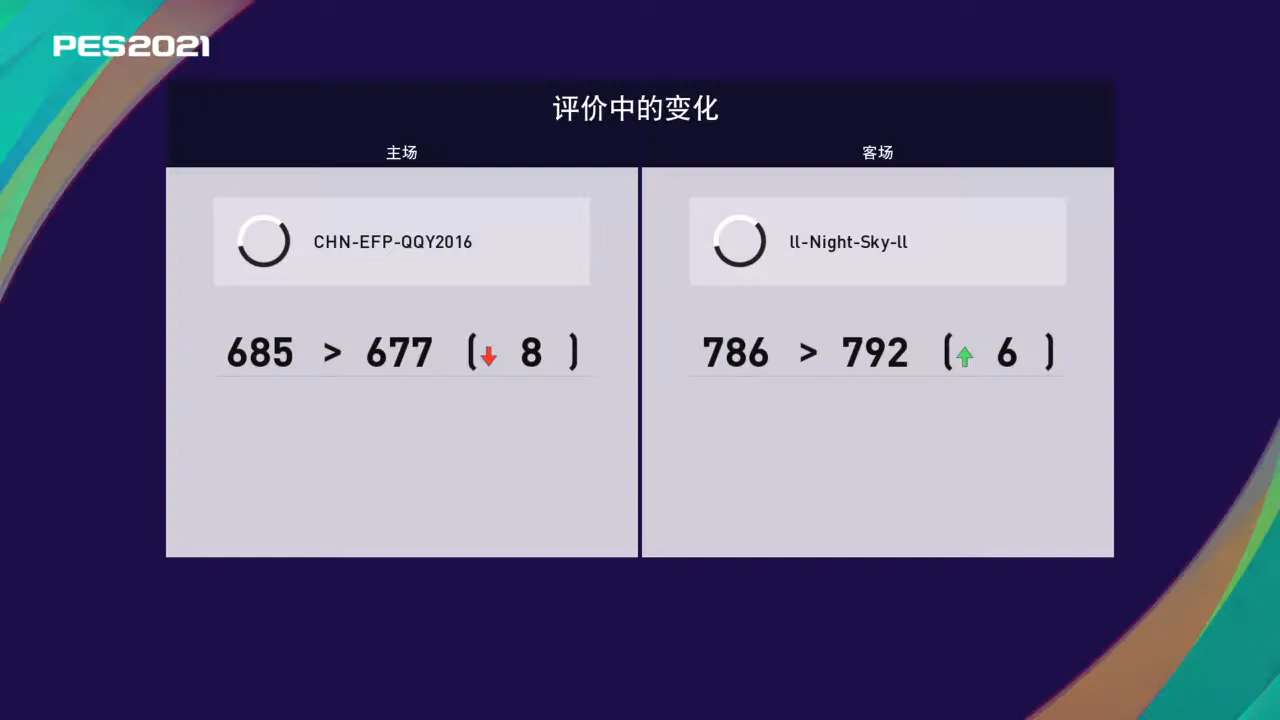 PES2021
评价中的变化
主场
客场
CHN-EFP-QQY2016
ll-Night-Sky-ll
685 > 677 (↓ 8 )
786 > 792 (↑ 6 )